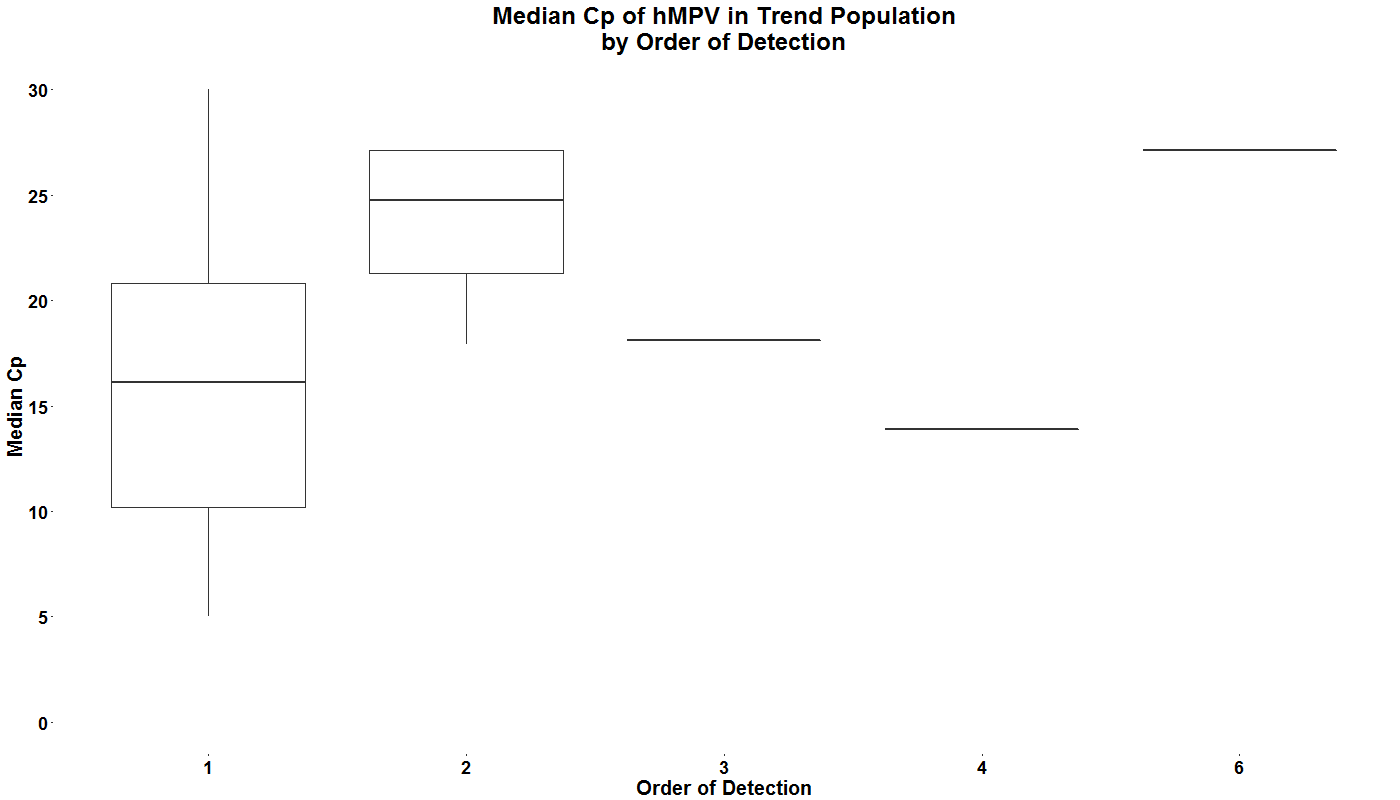 Median Cp of hMPV in Trend Population
by Order of Detection
30
25
20
15
10
5
0
Median Cp
1 2 3 4 6
Order of Detection